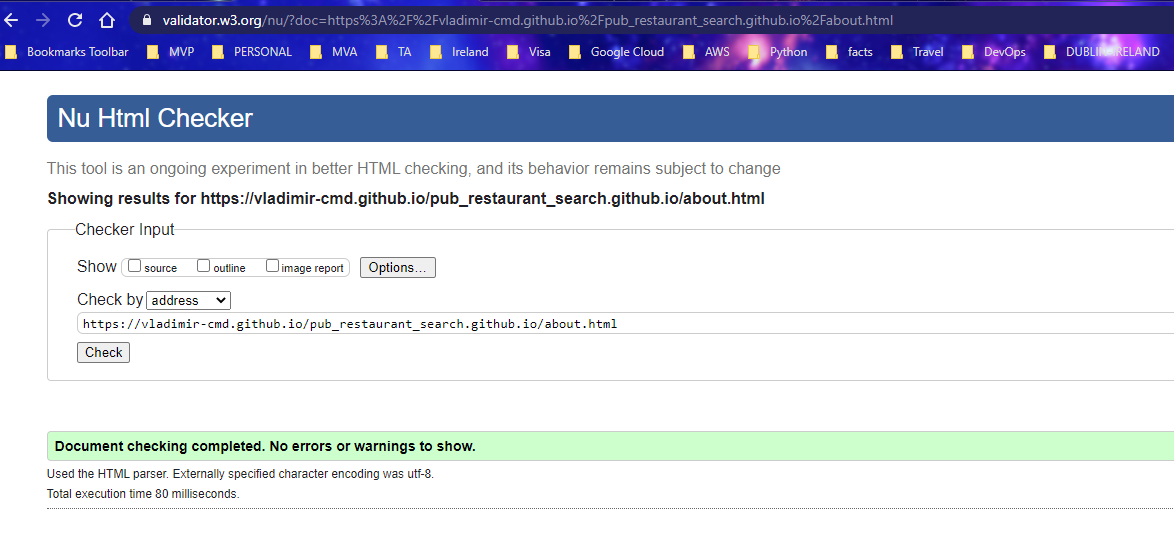 validator.w3.org/nu/?doc=https%3A%2F%2Fvladimir-cmd.github.io%2Fpub_restaurant_search.github.io%2Fabout.html
Bookmarks Toolbar MVP PERSONAL MVA TA Ireland Visa Google Cloud AWS Python facts Travel DevOps DUBLIN IRELAND
Nu Html Checker
This tool is an ongoing experiment in better HTML checking, and its behavior remains subject to change
Showing results for https://vladimir-cmd.github.io/pub_restaurant_search.github.io/about.html
Checker Input
Show source outline image report Options...
Check by address
https://vladimir-cmd.github.io/pub_restaurant_search.github.io/about.html
Check
Document checking completed. No errors or warnings to show.
Used the HTML parser. Externally specified character encoding was utf-8.
Total execution time 80 milliseconds.